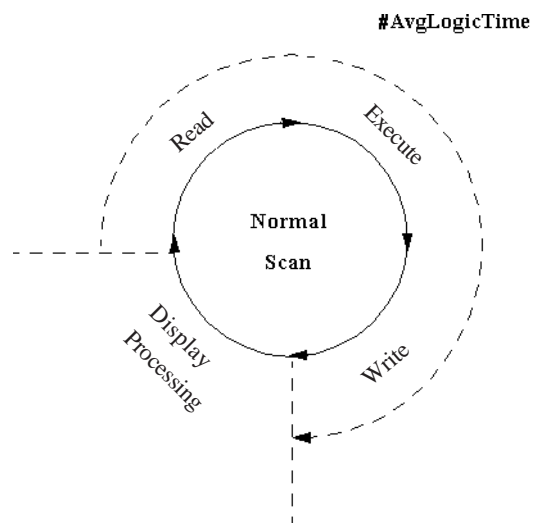 #AvgLogicTime
Read
Execute
Normal
Scan
Display
Processing
Write